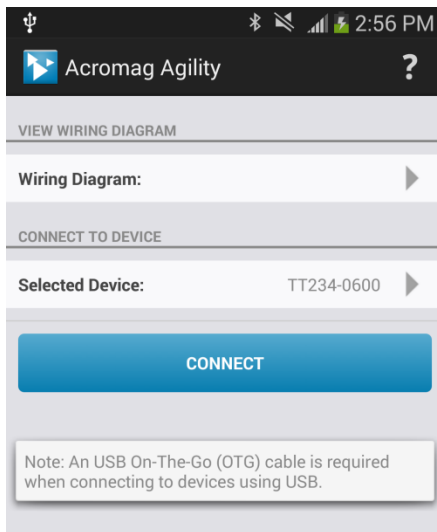 2:56 PM
Acromag Agility ?
VIEW WIRING DIAGRAM
Wiring Diagram:
CONNECT TO DEVICE
Selected Device: TT234-0600
CONNECT
Note: An USB On-The-Go (OTG) cable is required
when connecting to devices using USB.